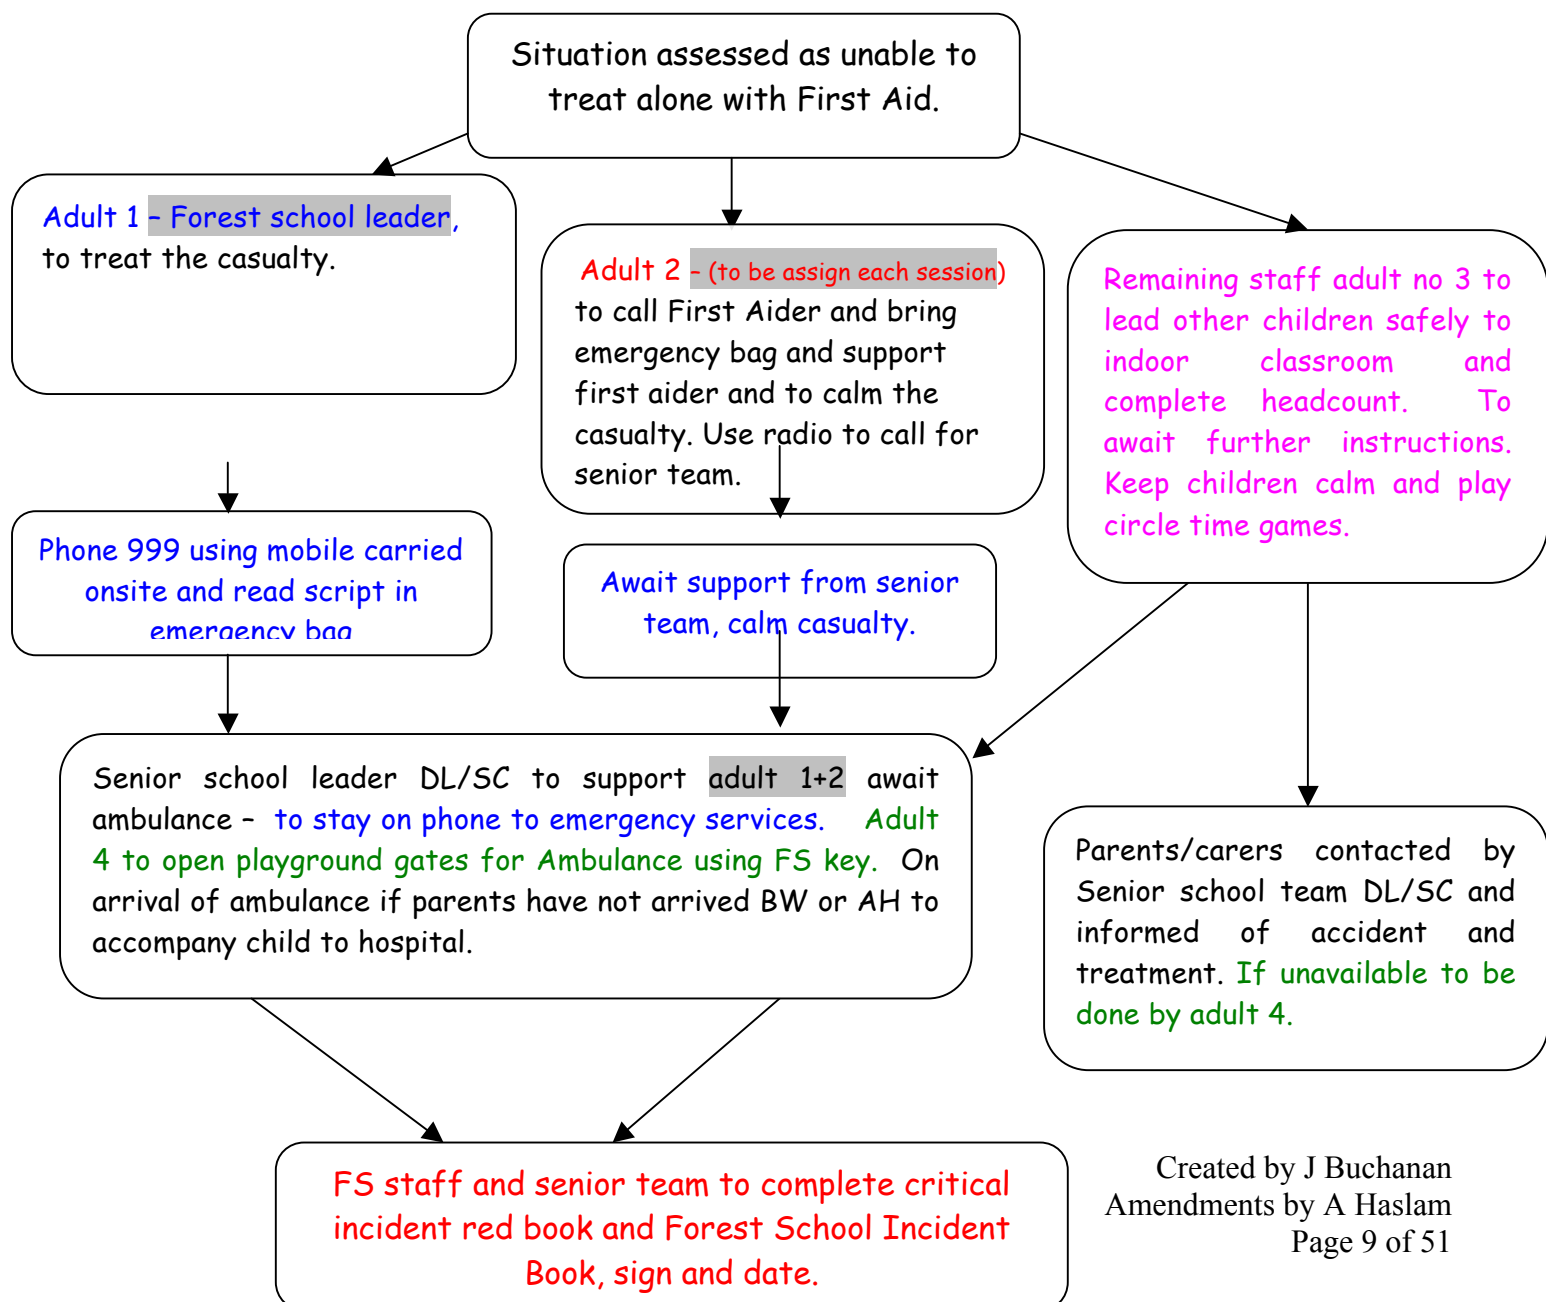 Situation assessed as unable to
treat alone with First Aid.
Adult 1 – Forest school leader,
to treat the casualty.
Adult 2 – (to be assign each session)
to call First Aider and bring
emergency bag and support
first aider and to calm the
casualty. Use radio to call for
senior team.
Remaining staff adult no 3 to
lead other children safely to
indoor classroom and
complete headcount. To
await further instructions.
Keep children calm and play
circle time games.
Phone 999 using mobile carried
onsite and read script in
emergency bag
Await support from senior
team, calm casualty.
Senior school leader DL/SC to support adult 1+2 await
ambulance – to stay on phone to emergency services. Adult
4 to open playground gates for Ambulance using FS key. On
arrival of ambulance if parents have not arrived BW or AH to
accompany child to hospital.
Parents/carers contacted by
Senior school team DL/SC and
informed of accident and
treatment. If unavailable to be
done by adult 4.
FS staff and senior team to complete critical
incident red book and Forest School Incident
Book, sign and date.
Created by J Buchanan
Amendments by A Haslam
Page 9 of 51